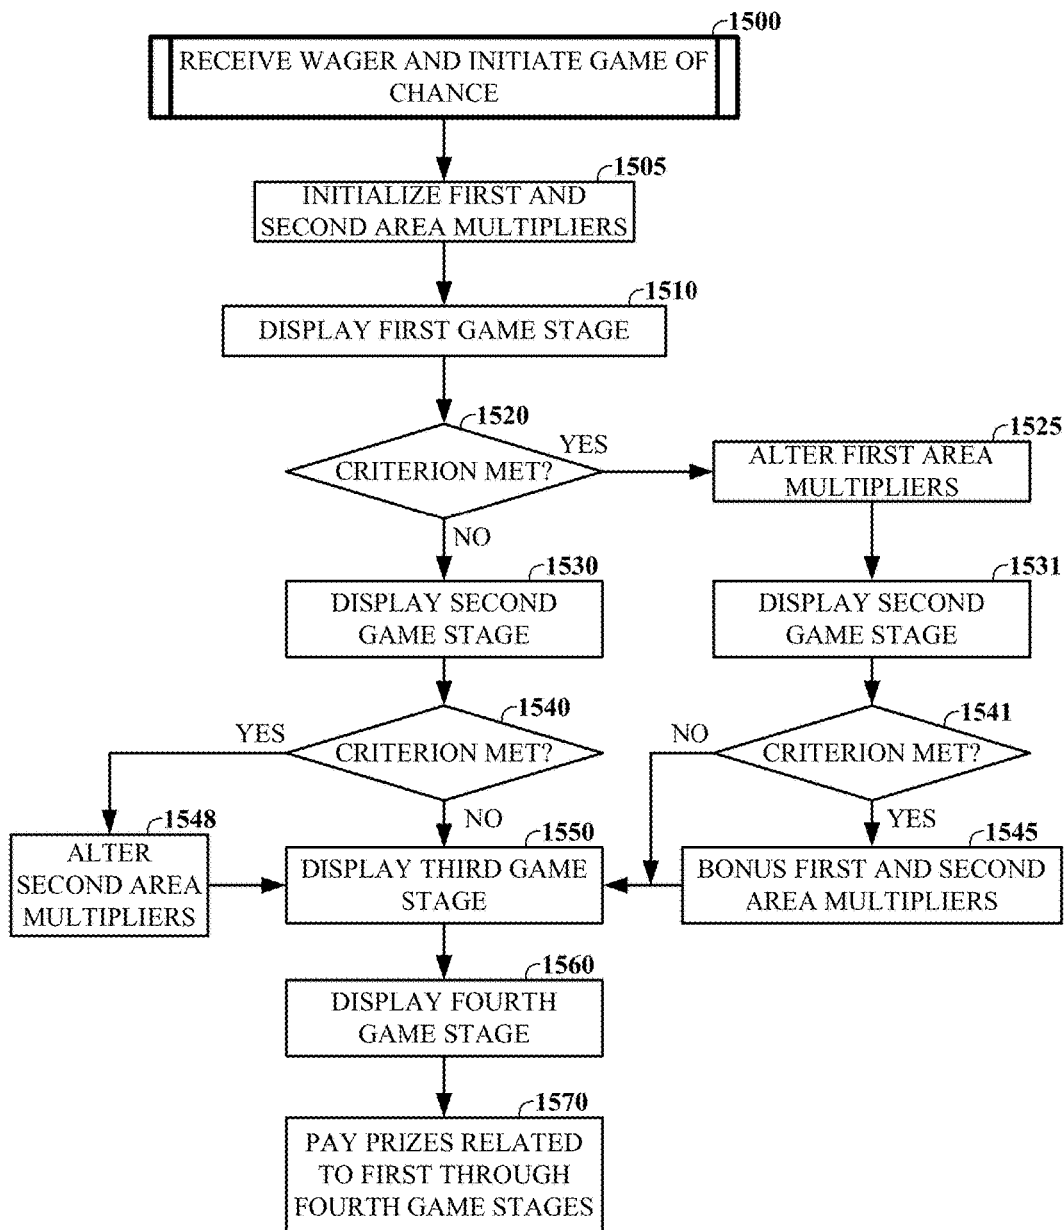 1500
RECEIVE WAGER AND INITIATE GAME OF
CHANCE
1505
INITIALIZE FIRST AND
SECOND AREA MULTIPLIERS
1510
DISPLAY FIRST GAME STAGE
1520
CRITERION MET?
YES
NO
1525
ALTER FIRST AREA
MULTIPLIERS
1530
DISPLAY SECOND
GAME STAGE
1531
DISPLAY SECOND
GAME STAGE
1540
CRITERION MET?
YES
NO
1541
CRITERION MET?
NO
YES
1548
ALTER
SECOND AREA
MULTIPLIERS
1550
DISPLAY THIRD GAME
STAGE
1545
BONUS FIRST AND SECOND
AREA MULTIPLIERS
1560
DISPLAY FOURTH
GAME STAGE
1570
PAY PRIZES RELATED
TO FIRST THROUGH
FOURTH GAME STAGES